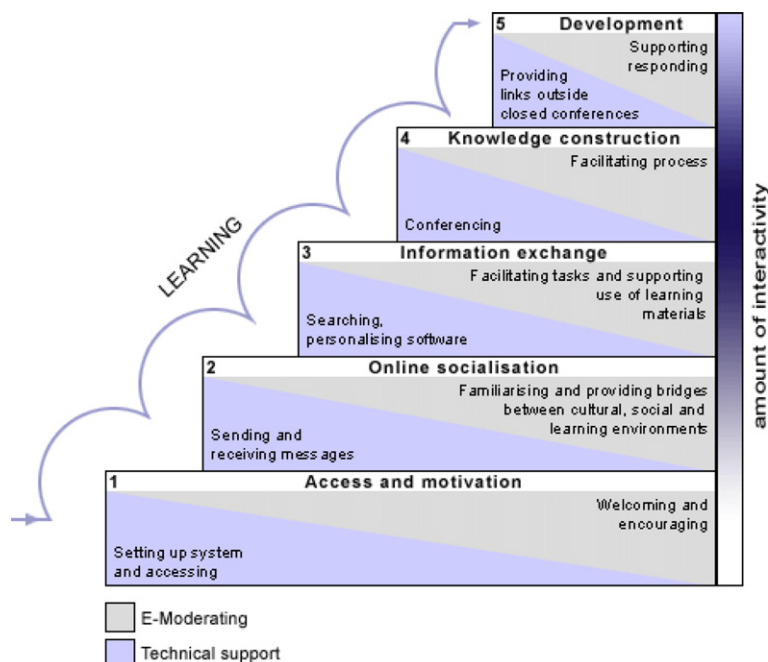 5 Development
Supporting
responding
Providing
links outside
closed conferences
4 Knowledge construction
Facilitating process
Conferencing
3 Information exchange
Facilitating tasks and supporting
use of learning
materials
Searching,
personalising software
2 Online socialisation
Familiarising and providing bridges
between cultural, social and
learning environments
Sending and
receiving messages
1 Access and motivation
Welcoming and
encouraging
Setting up system
and accessing
LEARNING
amount of interactivity
E-Moderating
Technical support